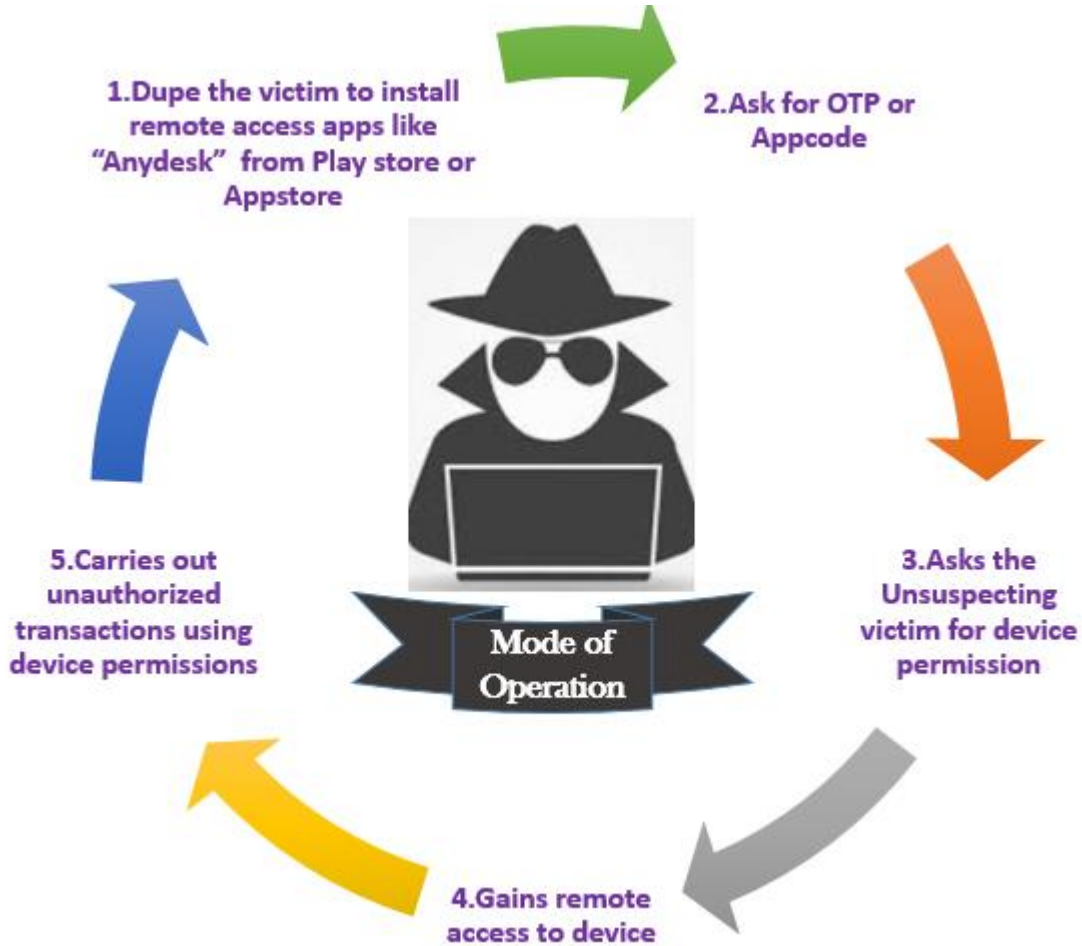 1.Dupe the victim to install
remote access apps like
“Anydesk”  from Play store or
Appstore
2.Ask for OTP or
Appcode
3.Asks the
Unsuspecting
victim for device
permission
4.Gains remote
access to device
5.Carries out
unauthorized
transactions using
device permissions
Mode of
Operation